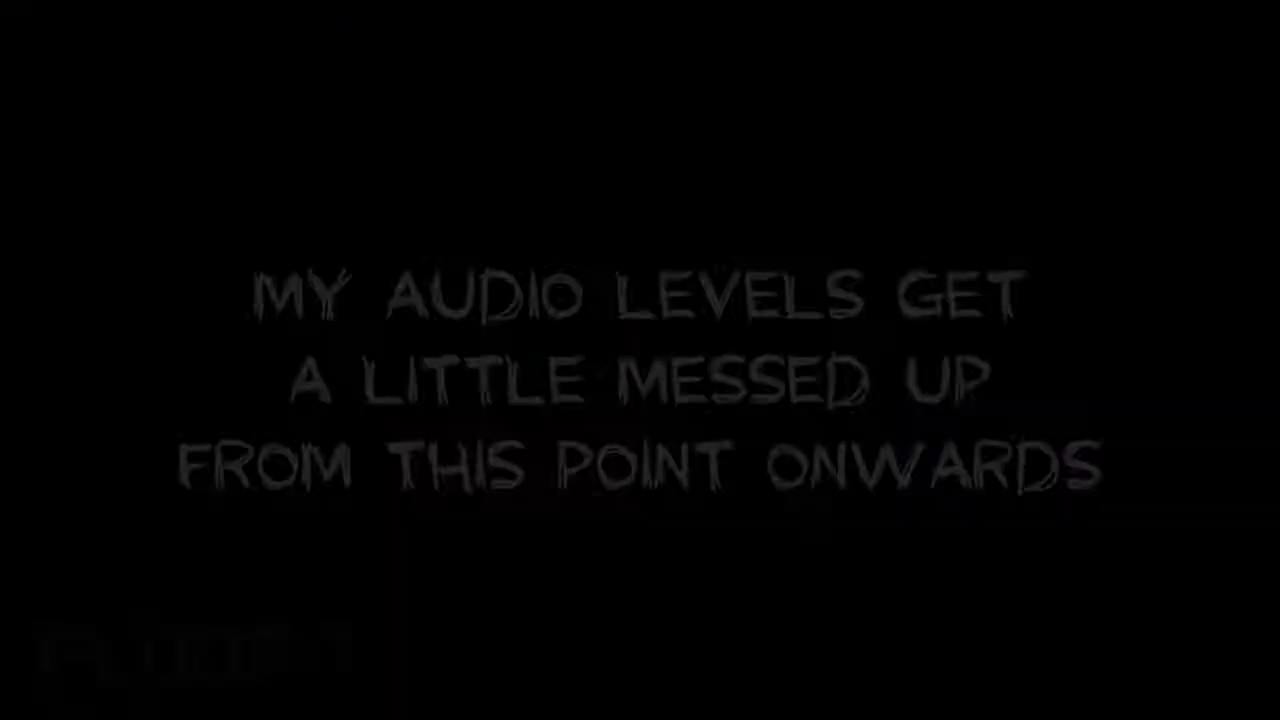 MY AUDIO LEVELS GET
A LITTLE MESSED UP
FROM THIS POINT ONWARDS